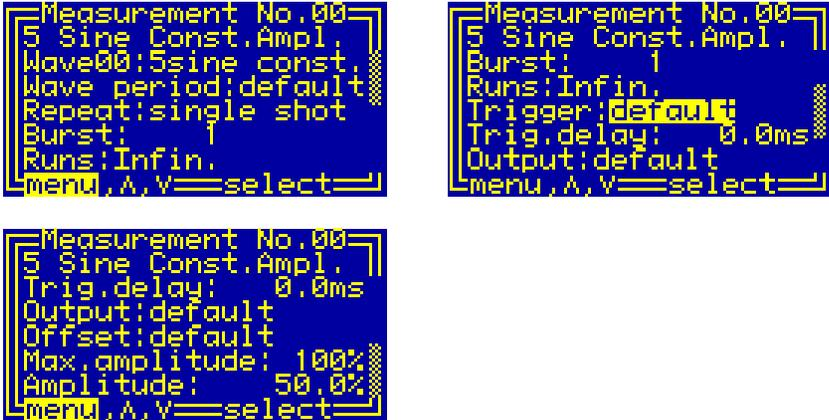 Measurement No.00
5 Sine Const.Ampl.
Wave00:5sine const.
Wave period:default
Repeat:single shot
Burst: 1
Runs:Infin.
menu,Λ,V select
Measurement No.00
5 Sine Const.Ampl.
Burst: 1
Runs:Infin.
Trigger:default
Trig.delay: 0.0ms
Output:default
menu,Λ,V select
Measurement No.00
5 Sine Const.Ampl.
Trig.delay: 0.0ms
Output:default
Offset:default
Max.amplitude: 100%
Amplitude: 50.0%
menu,Λ,V select